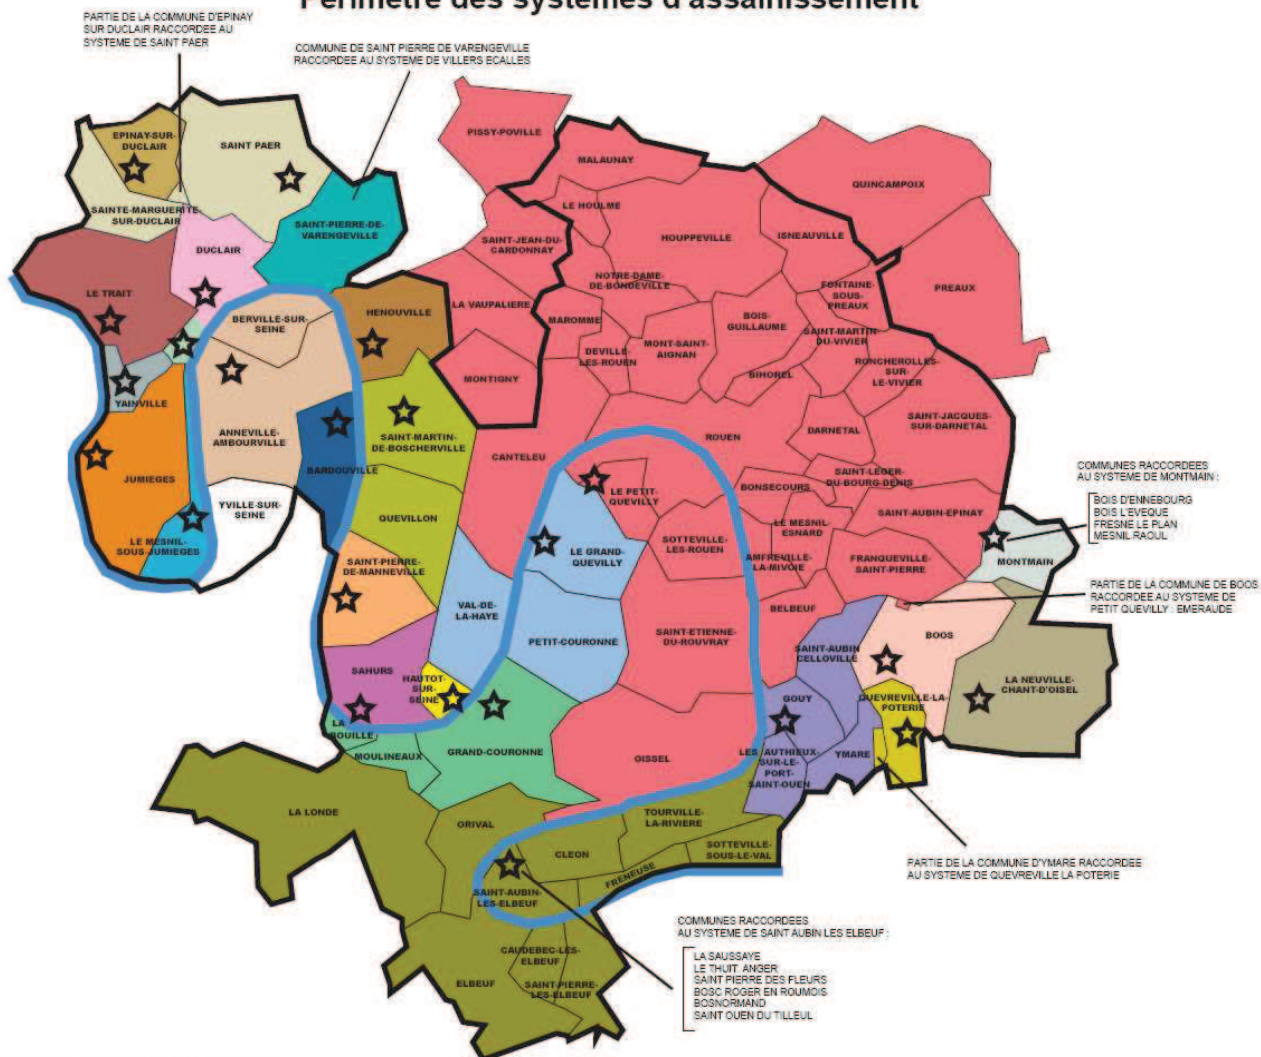 Périmètre des systèmes d'assainissement
PARTIE DE LA COMMUNE D'EPINAY
SUR DUCLAIR RACCORDEE AU
SYSTEME DE SAINT PAER
COMMUNE DE SAINT PIERRE DE VARENGEVILLE
RACCORDEE AU SYSTEME DE VILLERS ECALLES
EPINAY-SUR-
DUCLAIR
SAINT PAER
SAINTE-MARGUERITE
SUR-DUCLAIR
DUCLAIR
SAINT-PIERRE-DE-
VARENGEVILLE
PISSY-POVILLE
MALAUNAY
QUINCAMPOIX
LE HOULME
HOUPPEVILLE
ISNEAUVILLE
SAINT-JEAN-DU-
CARDONNAY
NOTRE-DAME-
DE-BONDEVILLE
FONTAINE-
SOUS-
PREAUX
PREAUX
LE TRAIT
BERVILLE-SUR-
SEINE
HENOUVILLE
LA VAUPALIERE
MAROMME
BOIS-
GUILLAUME
SAINT-MARTIN-
DU-VIVIER
DEVILLE-
LES-ROUEN
MONT-SAINT-
AIGNAN
RONCHEROLLES-
SUR-
LE-VIVIER
BIHOREL
MONTIGNY
YAINVILLE
ANNEVILLE-
AMBOURVILLE
SAINT-MARTIN-
DE-BOSCHERVILLE
CANTELEU
ROUEN
DARNETAL
SAINT-JACQUES-
SUR-DARNETAL
BARDOUVILLE
JUMIEGES
LE PETIT-
QUEVILLY
BONSECOURS
SAINT-LEGER-
DU-BOURG-DENIS
YVILLE-SUR-
SEINE
QUEVILLON
LE MESNIL-
ESNARD
SAINT-AUBIN-EPINAY
LE MESNIL-
SOUS-JUMIEGES
LE GRAND-
QUEVILLY
SOTTEVILLE-
LES-ROUEN
AMFREVILLE-
LA-MIVOIE
FRANQUEVILLE-
SAINT-PIERRE
MONTMAIN
COMMUNES RACCORDEES
AU SYSTEME DE MONTMAIN :
BOIS D'ENNEBOURG
BOIS L'EVEQUE
FRESNE LE PLAN
MESNIL RAOUL
SAINT-PIERRE-
DE-MANNEVILLE
VAL-DE-
LA-HAYE
PETIT-COURONNE
SAINT-ETIENNE-
DU-ROUVRAY
BELBEUF
SAINT-AUBIN
CELLOVILLE
BOOS
PARTIE DE LA COMMUNE DE BOOS
RACCORDEE AU SYSTEME DE
PETIT QUEVILLY : EMERAUDE
SAHURS
HAUTOT-
SUR-
SEINE
GOUY
QUEVREVILLE-LA-
POTERIE
LA NEUVILLE-
CHANT-D'OISEL
LA
BOUILLE
MOULINEAUX
GRAND-COURONNE
OISSEL
LES AUTHIEUX-
SUR-LE-
PORT-
SAINT-OUEN
YMARE
LA LONDE
ORIVAL
TOURVILLE-
LA-RIVIERE
CLEON
SOTTEVILLE-
SOUS-LE-VAL
FRENEUSE
SAINT-AUBIN-
LES-ELBEUF
PARTIE DE LA COMMUNE D'YMARE RACCORDEE
AU SYSTEME DE QUEVREVILLE LA POTERIE
CAUDEBEC-LES-
ELBEUF
ELBEUF
SAINT-PIERRE-
LES-ELBEUF
COMMUNES RACCORDEES
AU SYSTEME DE SAINT AUBIN LES ELBEUF :
LA SAUSSAYE
LE THUIT ANGER
SAINT PIERRE DES FLEURS
BOSC ROGER EN ROUMOIS
BOSNORMAND
SAINT OUEN DU TILLEUL